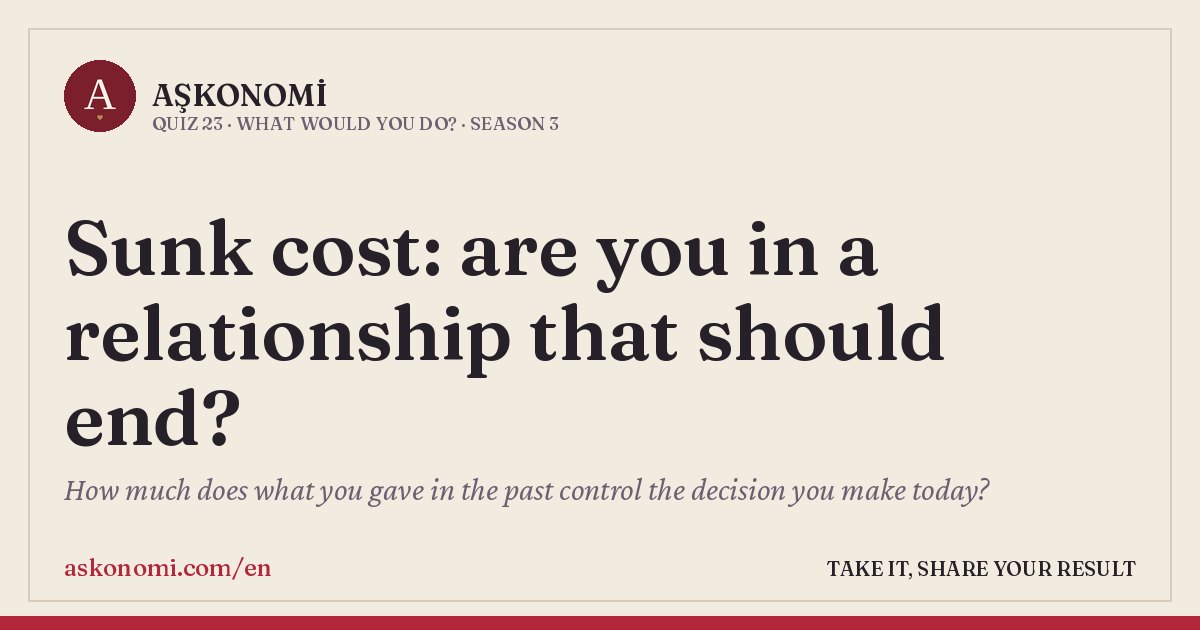 A
AŞKONOMİ
QUIZ 23 · WHAT WOULD YOU DO? · SEASON 3
Sunk cost: are you in a
relationship that should
end?
How much does what you gave in the past control the decision you make today?
askonomi.com/en
TAKE IT, SHARE YOUR RESULT